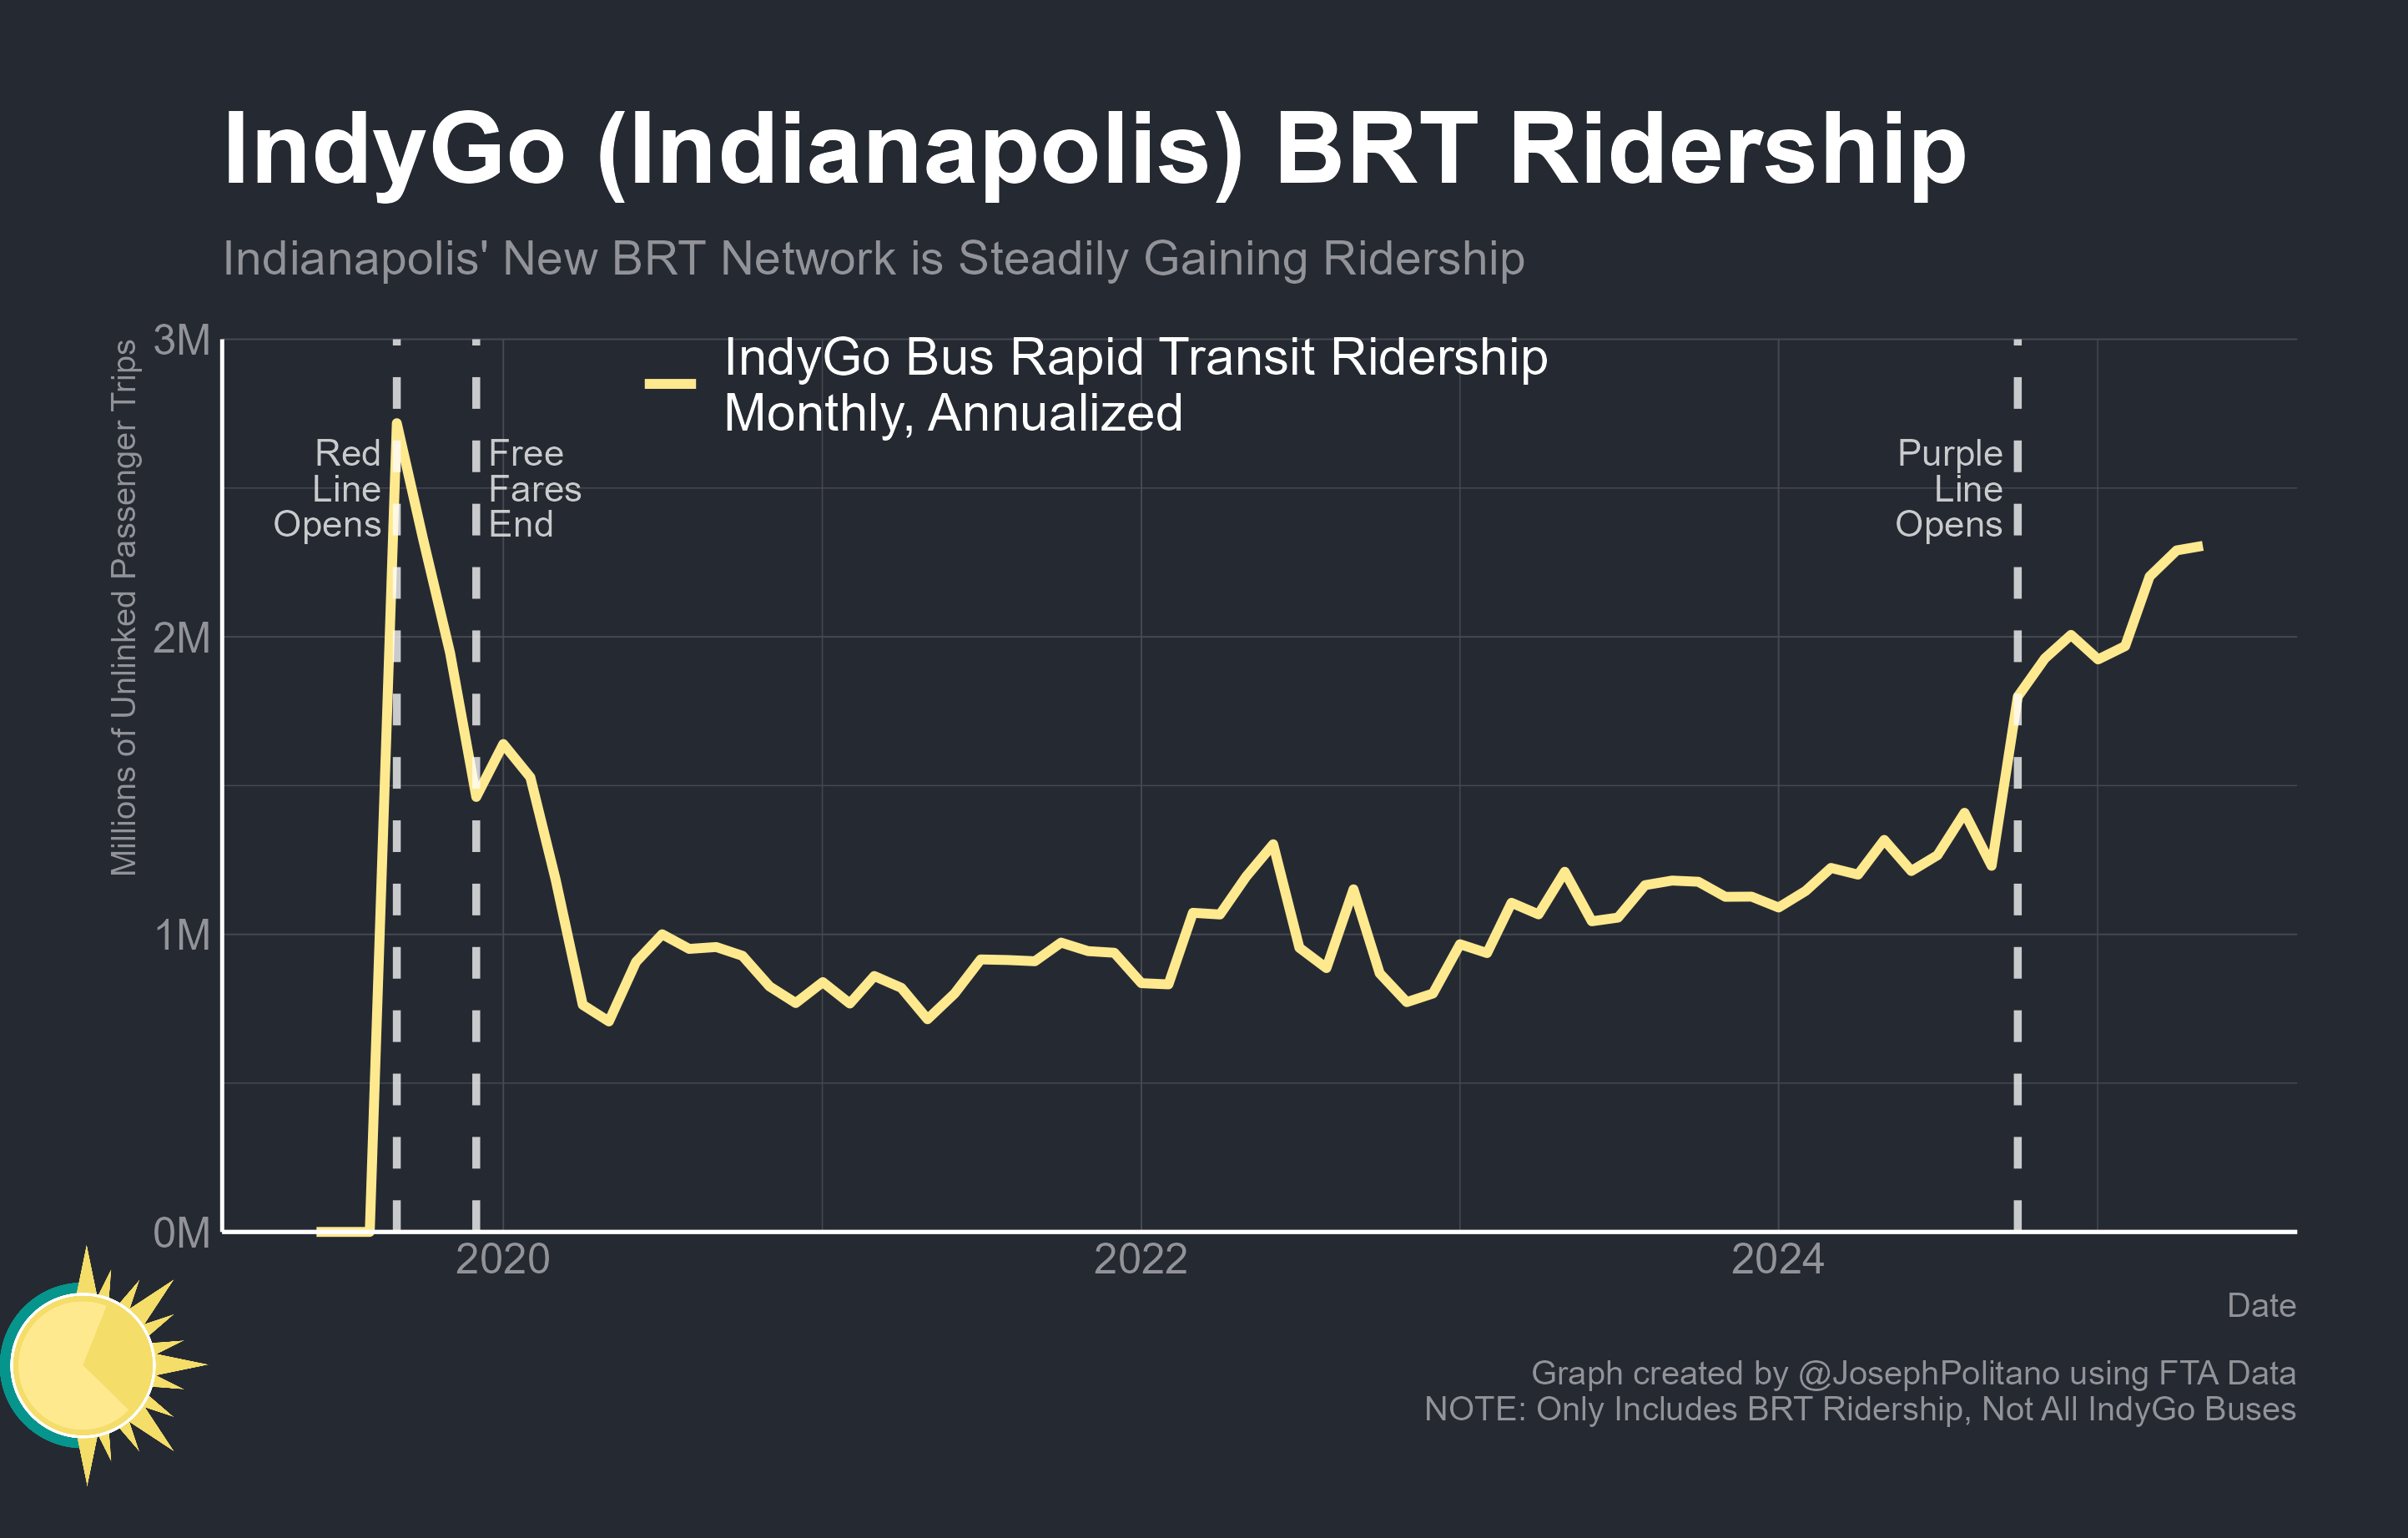 IndyGo (Indianapolis) BRT Ridership
Indianapolis' New BRT Network is Steadily Gaining Ridership
Millions of Unlinked Passenger Trips
3M
2M
1M
0M
IndyGo Bus Rapid Transit Ridership
Monthly, Annualized
Red
Line
Opens
Free
Fares
End
Purple
Line
Opens
2020
2022
2024
Date
Graph created by @JosephPolitano using FTA Data
NOTE: Only Includes BRT Ridership, Not All IndyGo Buses